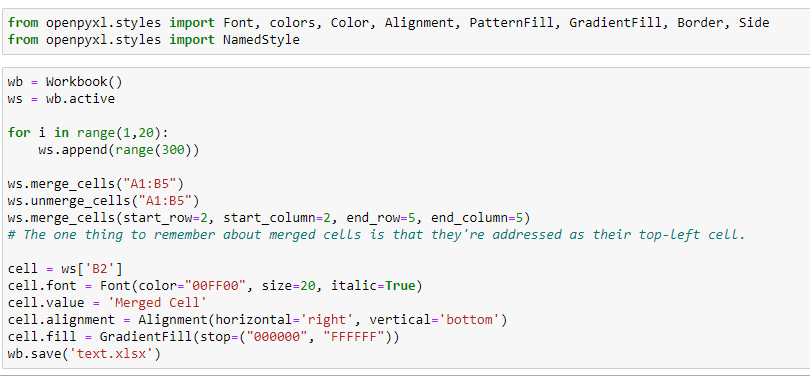 from openpyxl.styles import Font, colors, Color, Alignment, PatternFill, GradientFill, Border, Side
from openpyxl.styles import NamedStyle
wb = Workbook()
ws = wb.active
for i in range(1,20):
    ws.append(range(300))
ws.merge_cells("A1:B5")
ws.unmerge_cells("A1:B5")
ws.merge_cells(start_row=2, start_column=2, end_row=5, end_column=5)
# The one thing to remember about merged cells is that they're addressed as their top-left cell.
cell = ws['B2']
cell.font = Font(color="00FF00", size=20, italic=True)
cell.value = 'Merged Cell'
cell.alignment = Alignment(horizontal='right', vertical='bottom')
cell.fill = GradientFill(stop=("000000", "FFFFFF"))
wb.save('text.xlsx')